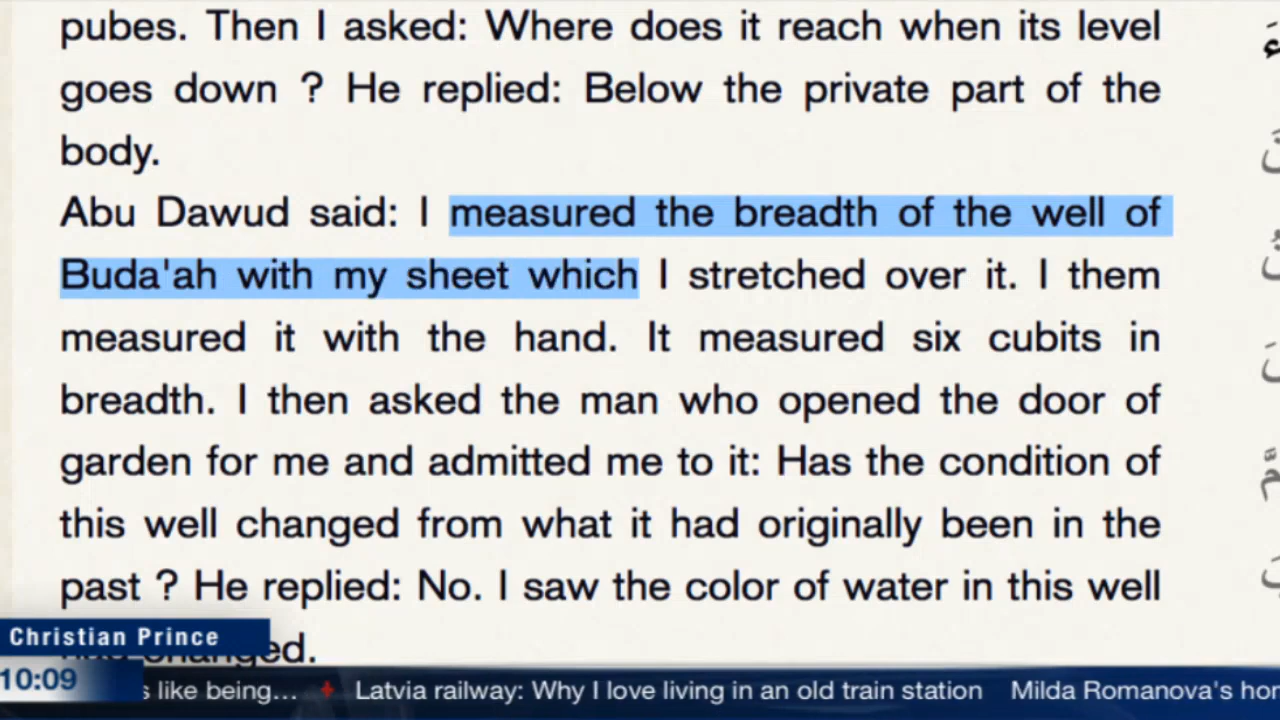 pubes. Then I asked: Where does it reach when its level
goes down ? He replied: Below the private part of the
body.
Abu Dawud said: I measured the breadth of the well of
Buda'ah with my sheet which I stretched over it. I them
measured it with the hand. It measured six cubits in
breadth. I then asked the man who opened the door of
garden for me and admitted me to it: Has the condition of
this well changed from what it had originally been in the
past ? He replied: No. I saw the color of water in this well
changed.
Christian Prince
10:09
s like being... Latvia railway: Why I love living in an old train station Milda Romanova's hor